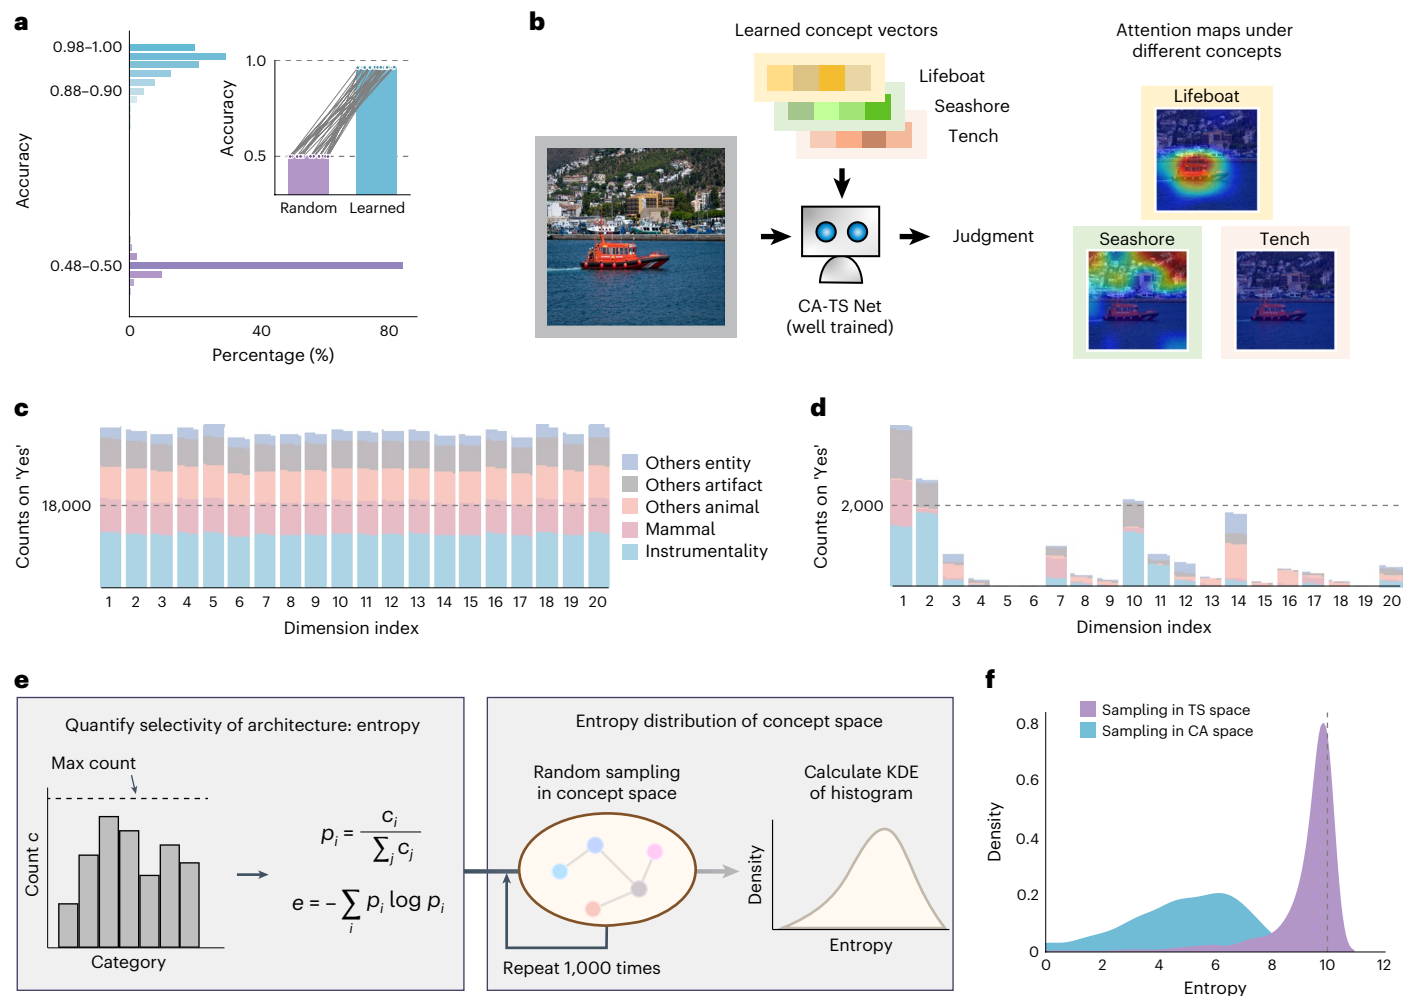 a
0.98–1.00
0.88–0.90
0.48–0.50
Accuracy
0
40
80
Percentage (%)
1.0
0.5
Accuracy
Random
Learned
b
Learned concept vectors
Lifeboat
Seashore
Tench
CA-TS Net
(well trained)
Judgment
Attention maps under
different concepts
Lifeboat
Seashore
Tench
c
Counts on 'Yes'
18,000
1 2 3 4 5 6 7 8 9 10 11 12 13 14 15 16 17 18 19 20
Dimension index
Others entity
Others artifact
Others animal
Mammal
Instrumentality
d
Counts on 'Yes'
2,000
1 2 3 4 5 6 7 8 9 10 11 12 13 14 15 16 17 18 19 20
Dimension index
e
Quantify selectivity of architecture: entropy
Max count
Count c
Category
p_i = c_i / ∑_j c_j
e = − ∑_i p_i log p_i
Entropy distribution of concept space
Random sampling
in concept space
Repeat 1,000 times
Calculate KDE
of histogram
Density
Entropy
f
Sampling in TS space
Sampling in CA space
0.8
0.6
0.4
0.2
0
Density
0 2 4 6 8 10 12
Entropy